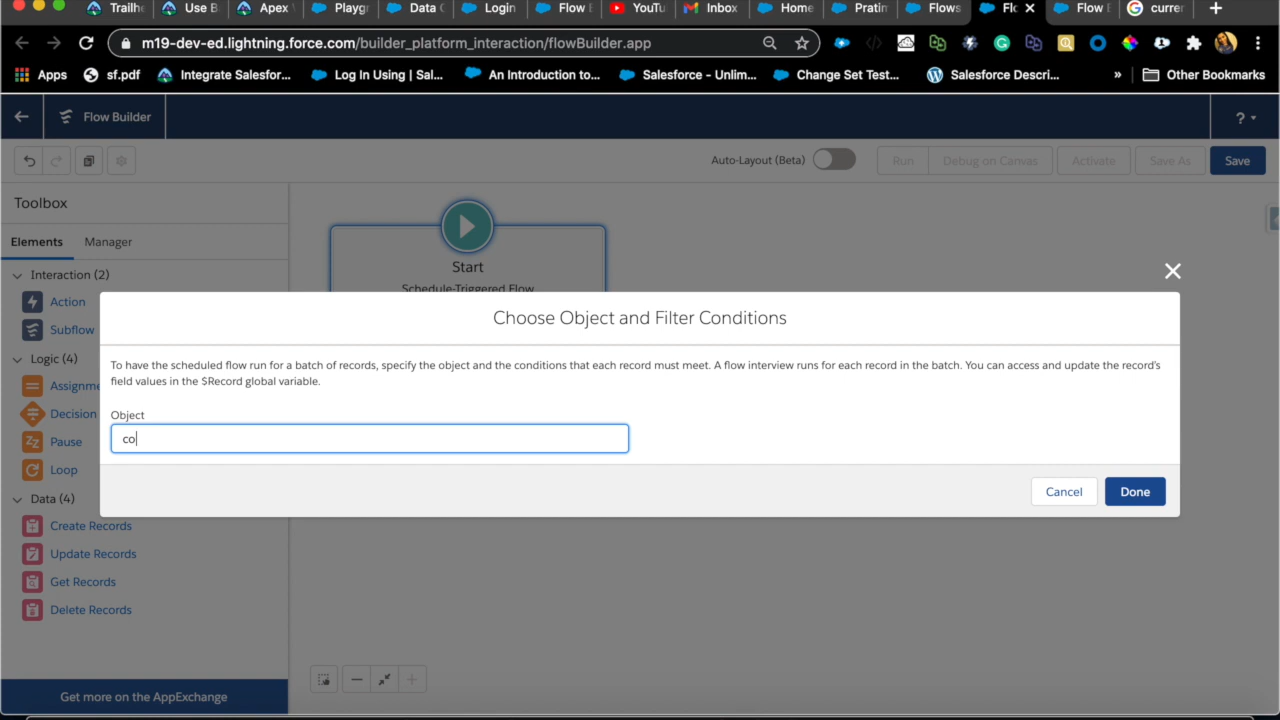 Trailhe
Use B
Apex
Playgr
Data C
Login
Flow E
YouTu
Inbox
Home
Pratim
Flows
Flo
Flow E
currer
m19-dev-ed.lightning.force.com/builder_platform_interaction/flowBuilder.app
Apps
sf.pdf
Integrate Salesfor...
Log In Using | Sal...
An Introduction to...
Salesforce – Unlim...
Change Set Test...
Salesforce Descri...
»
Other Bookmarks
Flow Builder
?
Auto-Layout (Beta)
Run
Debug on Canvas
Activate
Save As
Save
Toolbox
Elements
Manager
Interaction (2)
Action
Subflow
Logic (4)
Assignme
Decision
Pause
Loop
Data (4)
Create Records
Update Records
Get Records
Delete Records
Get more on the AppExchange
Start
Schedule-Triggered Flow
Choose Object and Filter Conditions
To have the scheduled flow run for a batch of records, specify the object and the conditions that each record must meet. A flow interview runs for each record in the batch. You can access and update the record's
field values in the $Record global variable.
Object
co
Cancel
Done